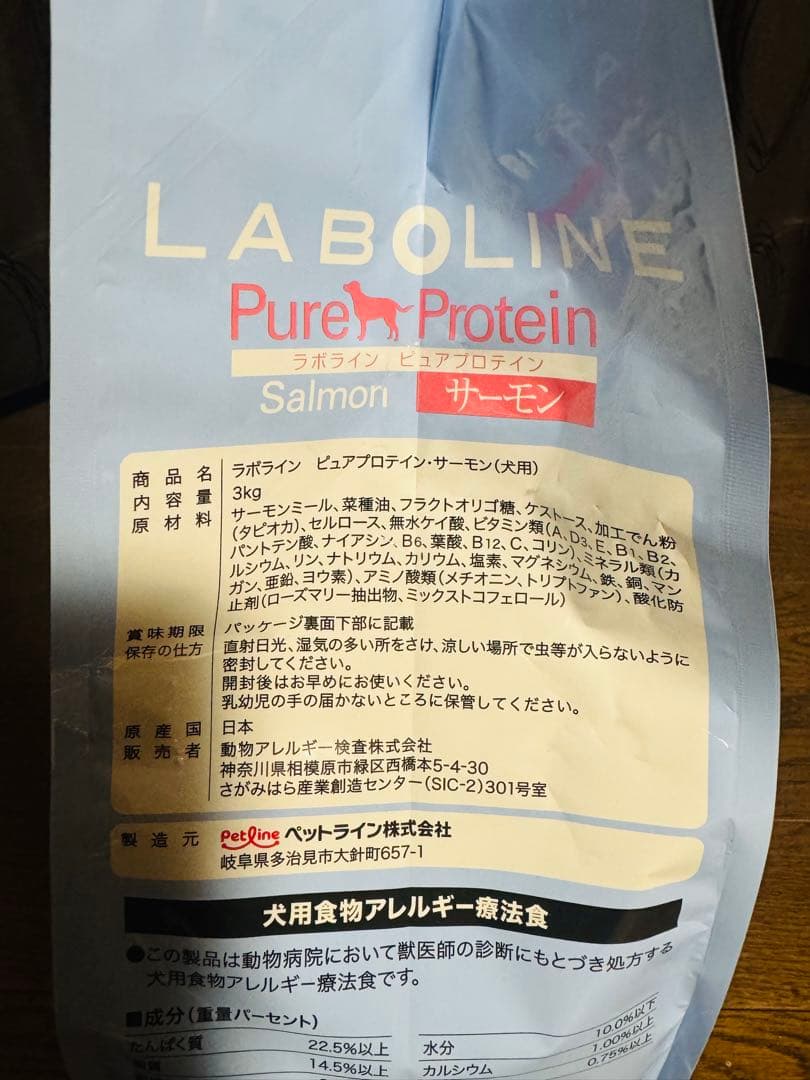 LABOLINE
Pure Protein
ラボライン ピュアプロテイン
Salmon サーモン
商品名 ラボライン ピュアプロテイン・サーモン(犬用)
内容量 3kg
原材料 サーモンミール、菜種油、フラクトオリゴ糖、ケストース、加工でん粉
(タピオカ)、セルロース、無水ケイ酸、ビタミン類(A、D3、E、B1、B2、
パントテン酸、ナイアシン、B6、葉酸、B12、C、コリン)、ミネラル類(カ
ルシウム、リン、ナトリウム、カリウム、塩素、マグネシウム、鉄、銅、マン
ガン、亜鉛、ヨウ素)、アミノ酸類(メチオニン、トリプトファン)、酸化防
止剤(ローズマリー抽出物、ミックストコフェロール)
賞味期限 パッケージ裏面下部に記載
保存の仕方 直射日光、湿気の多い所をさけ、涼しい場所で虫等が入らないように
密封してください。
開封後はお早めにお使いください。
乳幼児の手の届かないところに保管してください。
原産国 日本
販売者 動物アレルギー検査株式会社
神奈川県相模原市緑区西橋本5-4-30
さがみはら産業創造センター(SIC-2)301号室
製造元 Petline ペットライン株式会社
岐阜県多治見市大針町657-1
犬用食物アレルギー療法食
●この製品は動物病院において獣医師の診断にもとづき処方する
犬用食物アレルギー療法食です。
■成分(重量パーセント)
たんぱく質 22.5%以上 水分 10.0%以下
14.5%以上 カルシウム 1.00%以上
0.75%以上